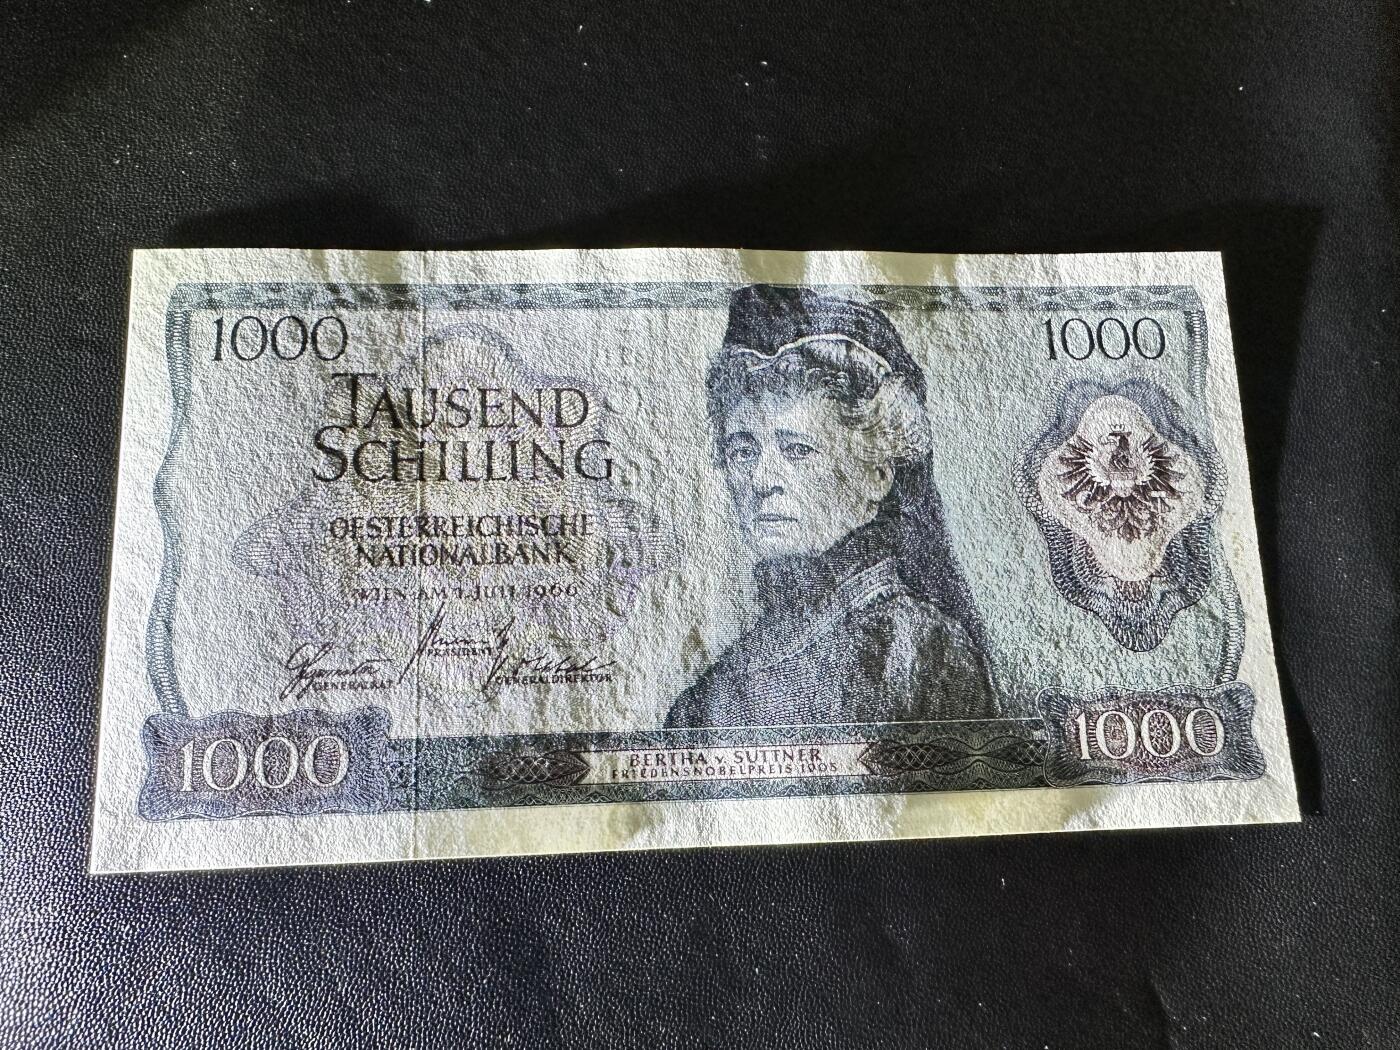 1000
1000
TAUSEND
SCHILLING
OESTERREICHISCHE
NATIONALBANK
WIEN AM 1. JULI 1966
PRÄSIDENT
GENERALRAT
GENERALDIREKTOR
1000
BERTHA v. SUTTNER
FRIEDENSNOBELPREIS 1905
1000